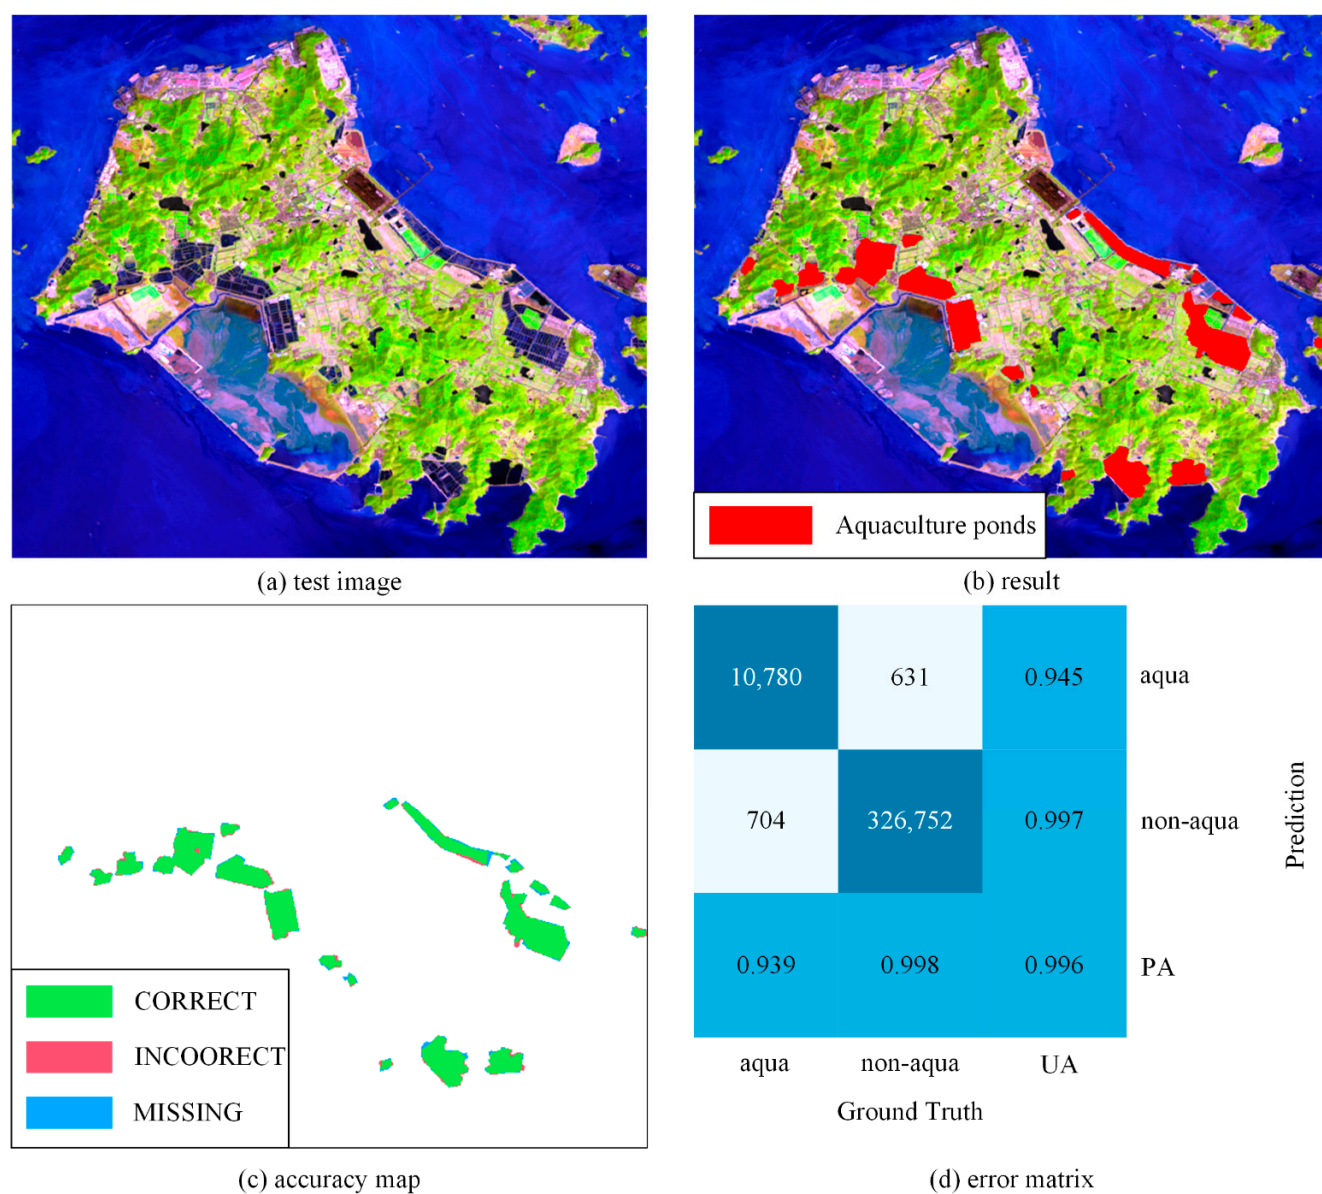 Aquaculture ponds
(a) test image
(b) result
CORRECT
INCOORECT
MISSING
(c) accuracy map
10,780 631 0.945 aqua
704 326,752 0.997 non-aqua
0.939 0.998 0.996 PA
Prediction
aqua non-aqua UA
Ground Truth
(d) error matrix